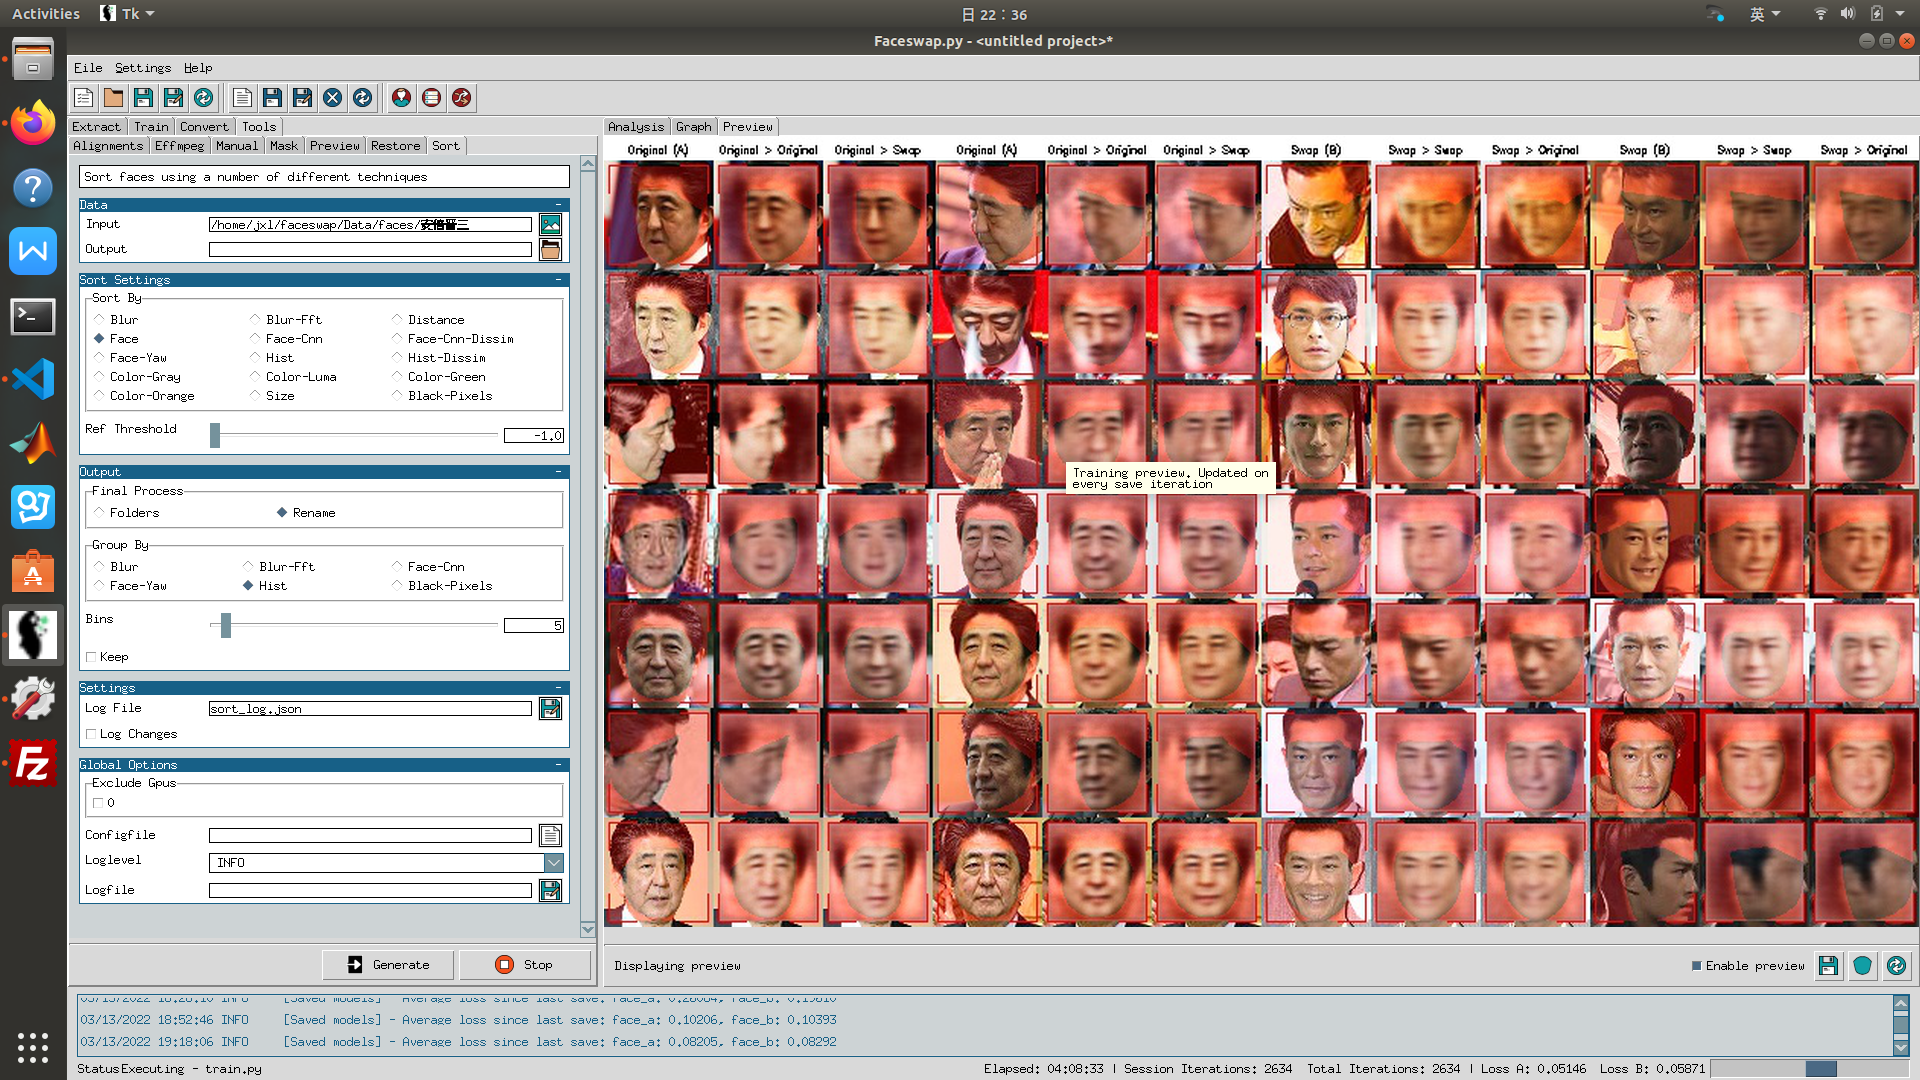 Activities Tk 日 22：36 英
Faceswap.py - <untitled project>*
File Settings Help
Extract Train Convert Tools
Alignments Effmpeg Manual Mask Preview Restore Sort
Sort faces using a number of different techniques
Data
Input /home/jxl/faceswap/Data/faces/安倍晋三
Output
Sort Settings
Sort By
Blur Blur-Fft Distance
Face Face-Cnn Face-Cnn-Dissim
Face-Yaw Hist Hist-Dissim
Color-Gray Color-Luma Color-Green
Color-Orange Size Black-Pixels
Ref Threshold -1.0
Output
Final Process
Folders Rename
Group By
Blur Blur-Fft Face-Cnn
Face-Yaw Hist Black-Pixels
Bins 5
Keep
Settings
Log File sort_log.json
Log Changes
Global Options
Exclude Gpus
0
Configfile
Loglevel INFO
Logfile
Generate Stop
Analysis Graph Preview
Original (A) Original > Original Original > Swap Original (A) Original > Original Original > Swap Swap (B) Swap > Swap Swap > Original Swap (B) Swap > Swap Swap > Original
Training preview. Updated on
every save iteration
Displaying preview Enable preview
03/13/2022 18:52:46 INFO [Saved models] - Average loss since last save: face_a: 0.10206, face_b: 0.10393
03/13/2022 19:18:06 INFO [Saved models] - Average loss since last save: face_a: 0.08205, face_b: 0.08292
Status: Executing - train.py Elapsed: 04:08:33 | Session Iterations: 2634 Total Iterations: 2634 | Loss A: 0.05146 Loss B: 0.05871